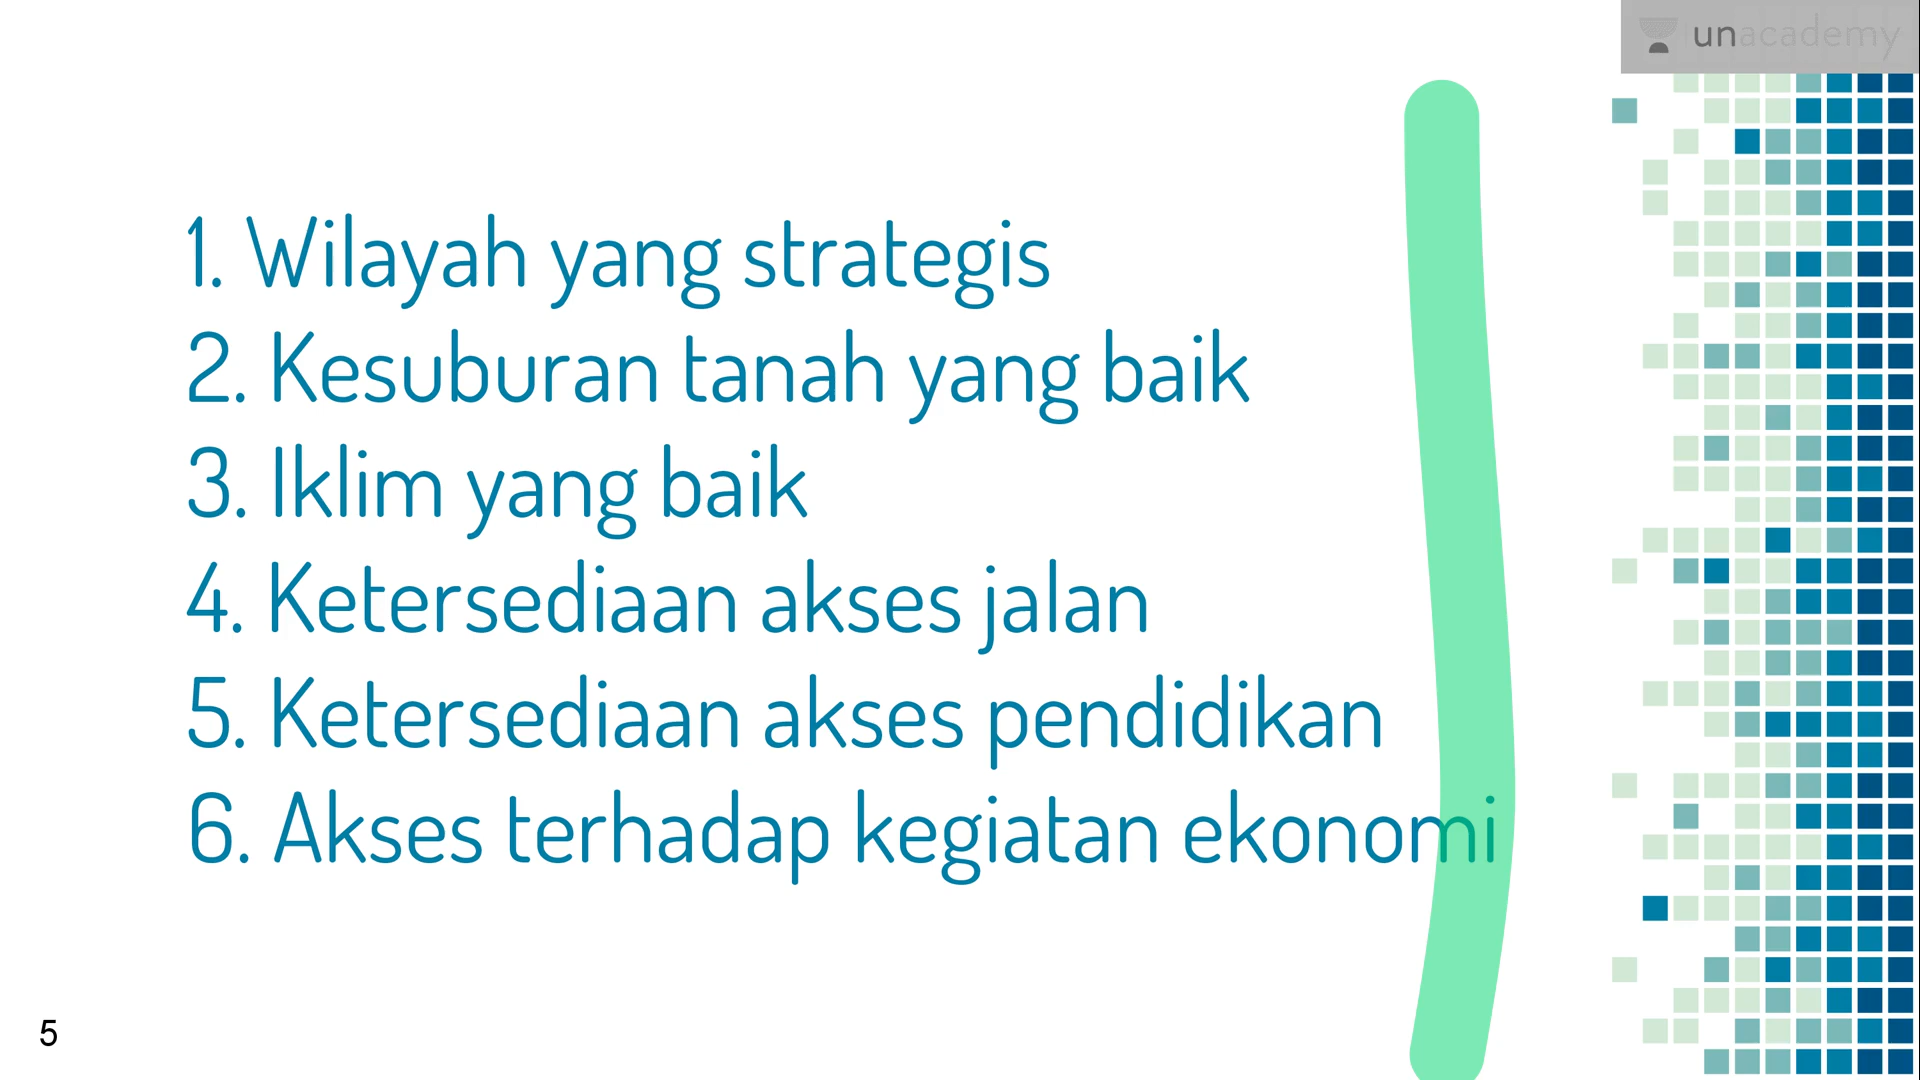 unacademy
1. Wilayah yang strategis
2. Kesuburan tanah yang baik
3. Iklim yang baik
4. Ketersediaan akses jalan
5. Ketersediaan akses pendidikan
6. Akses terhadap kegiatan ekonomi
5